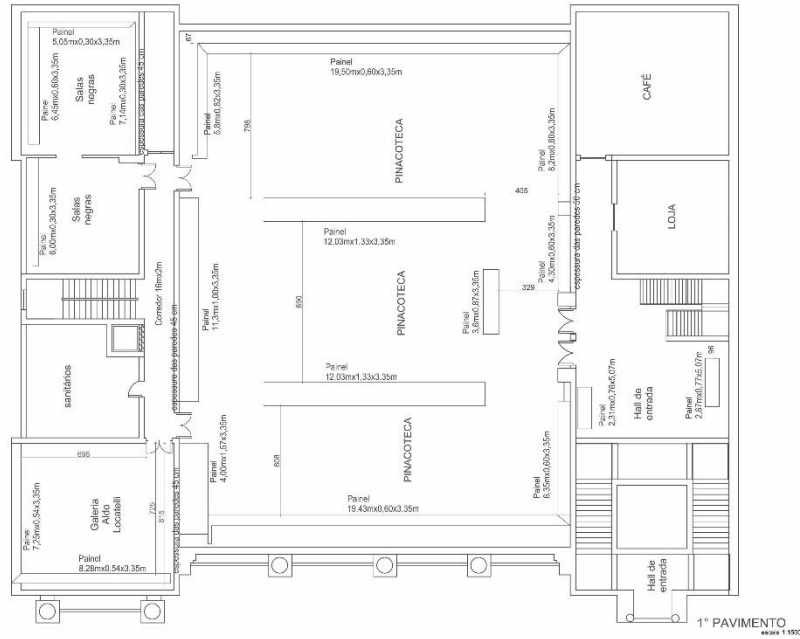 Painel
5,05mx0,30x3,35m
Painel
6,45mx0,60x3,35m
Salas
negras
Painel
7,14mx0,30x3,35m
espessura das paredes 45 cm
67
Painel
5,8mx0,82x3,35m
Painel
19,50mx0,60x3,35m
796
PINACOTECA
Painel
8,2mx0,60x3,35m
CAFÉ
Painel
6,00mx0,30x3,35m
Salas
negras
Painel
12,03mx1,33x3,35m
405
espessura das paredes 56 cm
LOJA
Corredor 16mx2m
Painel
11,3mx1,00x3,35m
690
PINACOTECA
Painel
3,6mx0,87x3,35m
329
Painel
4,30mx0,60x3,35m
espessura das paredes 45 cm
sanitários
Painel
12,03mx1,33x3,35m
Painel
2,31mx0,76x5,07m
Hall de
entrada
Painel
2,67mx0,77x5,07m
96
695
Painel
4,00mx1,57x3,35m
808
PINACOTECA
Painel
6,35mx0,60x3,35m
Painel
7,25mx0,54x3,35m
Galeria
Aldo
Locatelli
725
815
espessura das paredes 45 cm
Painel
19,43mx0,60x3,35m
Painel
8,28mx0,54x3,35m
Hall de
entrada
1° PAVIMENTO